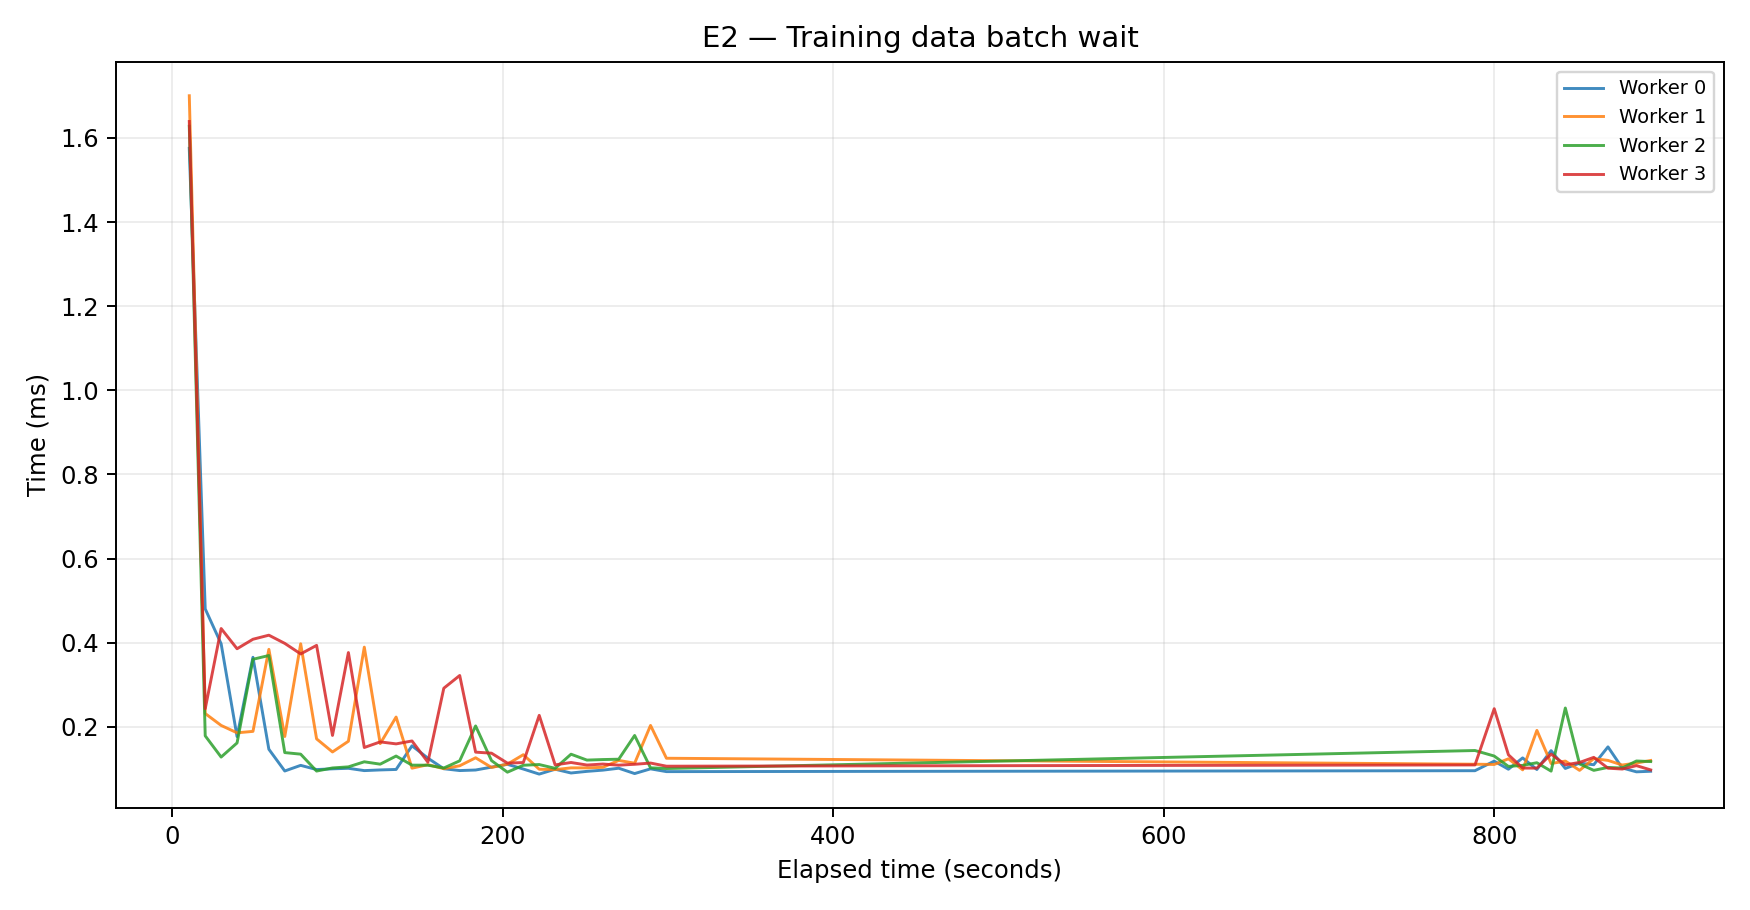 E2 — Training data batch wait
Worker 0
Worker 1
Worker 2
Worker 3
Time (ms)
1.6
1.4
1.2
1.0
0.8
0.6
0.4
0.2
0 200 400 600 800
Elapsed time (seconds)